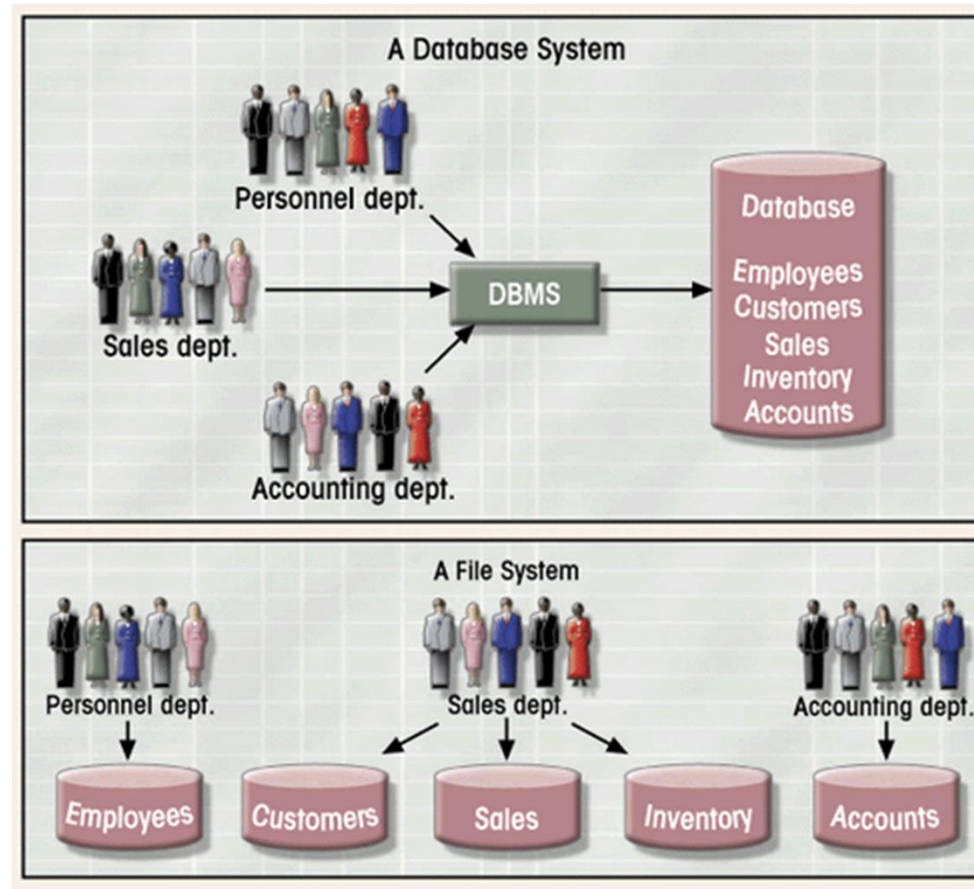 A Database System
Personnel dept.
Sales dept.
Accounting dept.
DBMS
Database
Employees
Customers
Sales
Inventory
Accounts
A File System
Personnel dept.
Sales dept.
Accounting dept.
Employees
Customers
Sales
Inventory
Accounts